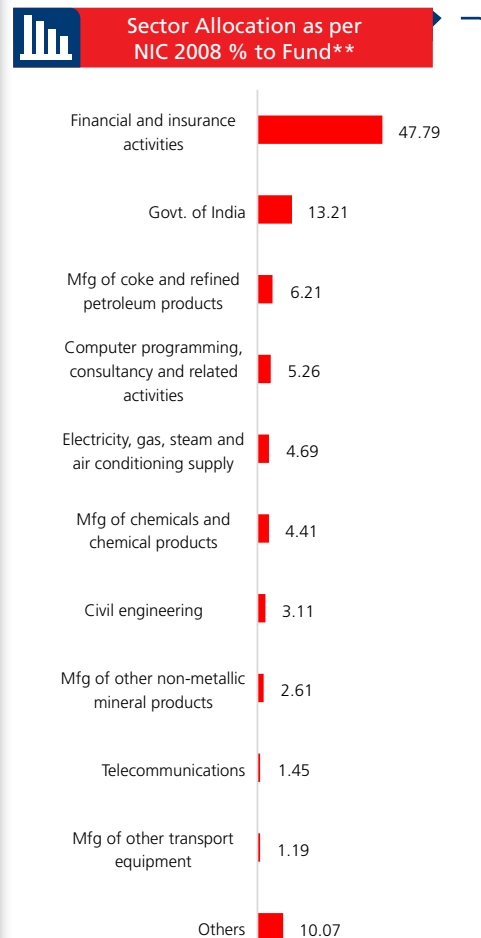 Sector Allocation as per
NIC 2008 % to Fund**
Financial and insurance
activities
47.79
Govt. of India
13.21
Mfg of coke and refined
petroleum products
6.21
Computer programming,
consultancy and related
activities
5.26
Electricity, gas, steam and
air conditioning supply
4.69
Mfg of chemicals and
chemical products
4.41
Civil engineering
3.11
Mfg of other non-metallic
mineral products
2.61
Telecommunications
1.45
Mfg of other transport
equipment
1.19
Others
10.07